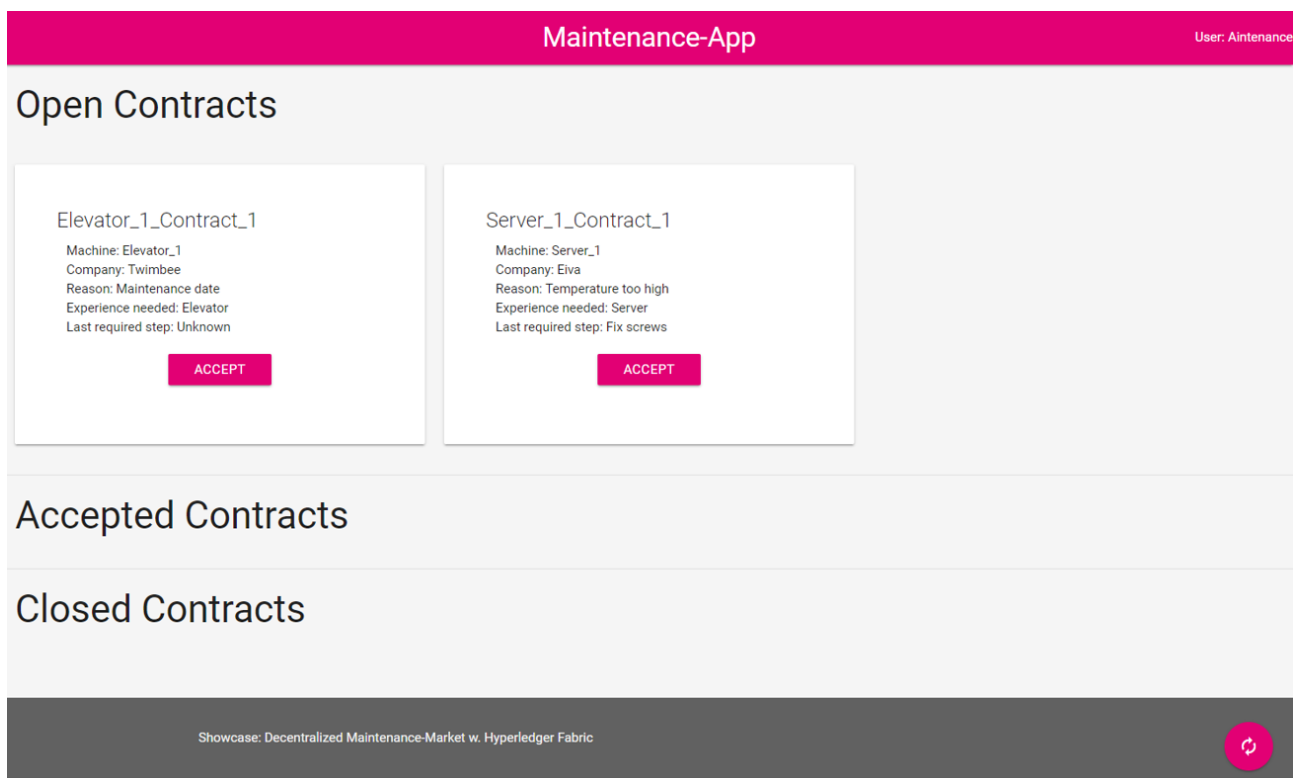 Maintenance-App
User: Aintenance
Open Contracts
Elevator_1_Contract_1
Machine: Elevator_1
Company: Twimbee
Reason: Maintenance date
Experience needed: Elevator
Last required step: Unknown
ACCEPT
Server_1_Contract_1
Machine: Server_1
Company: Eiva
Reason: Temperature too high
Experience needed: Server
Last required step: Fix screws
ACCEPT
Accepted Contracts
Closed Contracts
Showcase: Decentralized Maintenance-Market w. Hyperledger Fabric